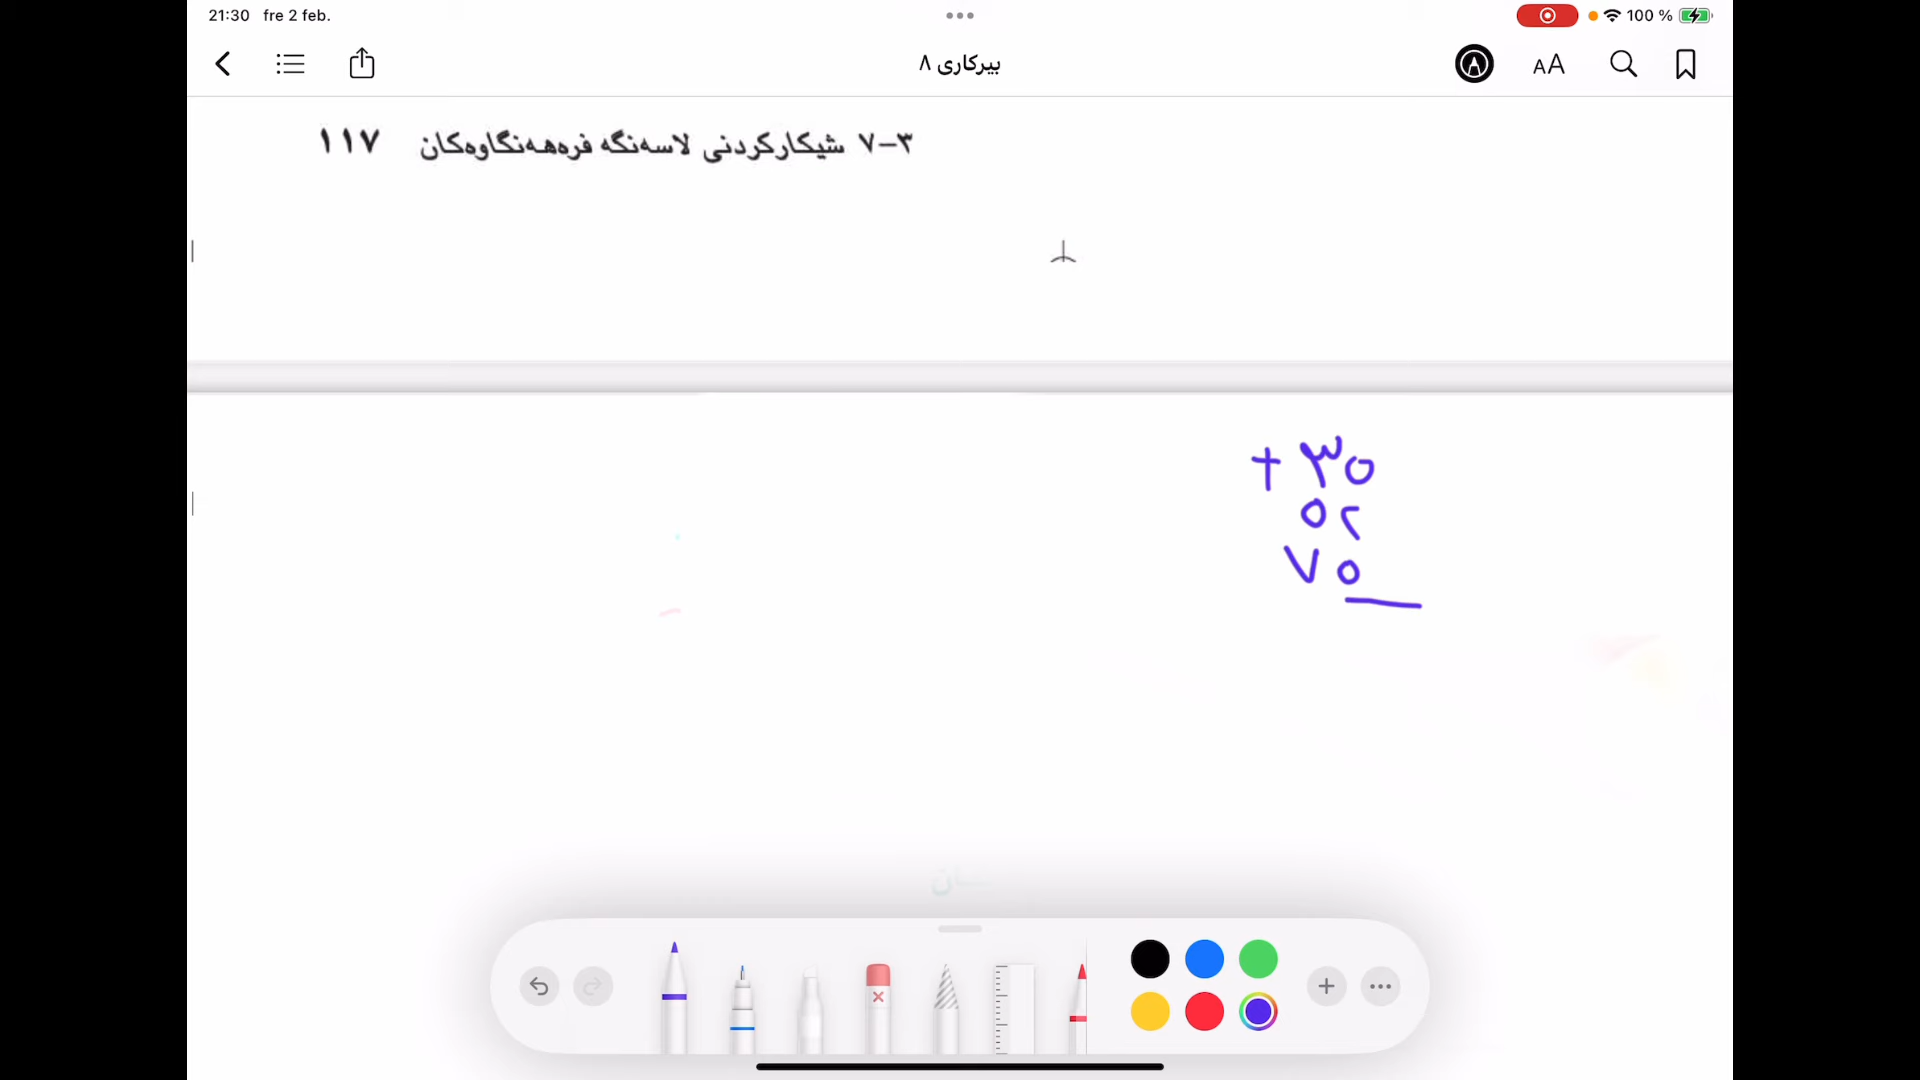 21:30 fre 2 feb.
100 %
بیرکاری ٨
AA
٣–٧ شیکارکردنی لاسەنگە فرەهەنگاوەکان ١١٧
+ ٣٥
٥٢
٧٥